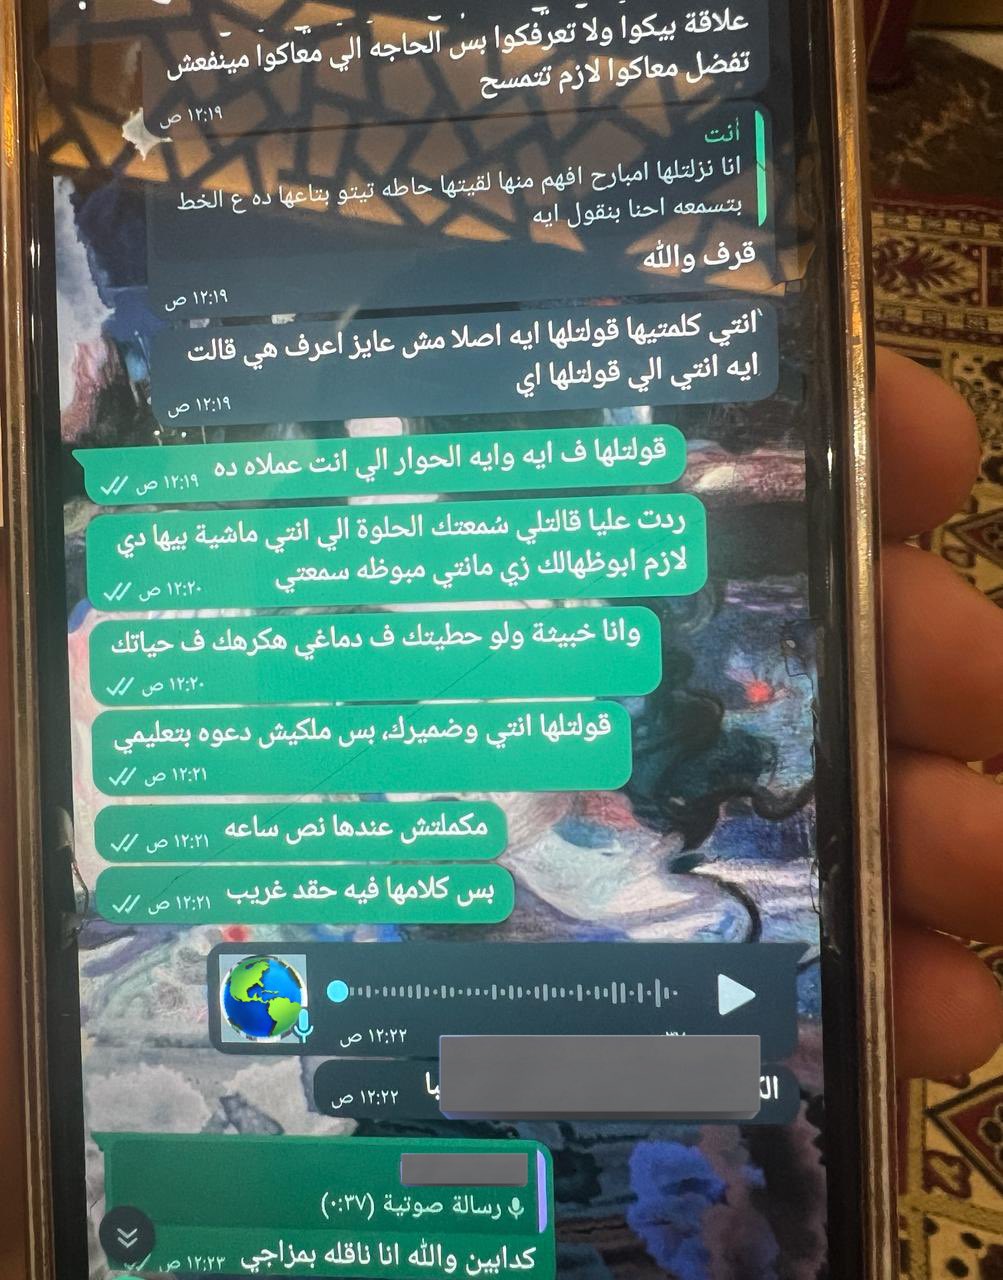 علاقة بيكوا ولا تعرفكوا بس الحاجه الي معاكوا مينفعش
تفضل معاكوا لازم تتمسح
١٢:١٩ ص
أنت
انا نزلتلها امبارح افهم منها لقيتها حاطه تيتو بتاعها ده ع الخط
بتسمعه احنا بنقول ايه
قرف والله
١٢:١٩ ص
انتي كلمتيها قولتلها ايه اصلا مش عايز اعرف هي قالت
ايه انتي الي قولتلها اي
١٢:١٩ ص
قولتلها ف ايه وايه الحوار الي انت عملاه ده ١٢:١٩ ص
ردت عليا قالتلي سُمعتك الحلوة الي انتي ماشية بيها دي
لازم ابوظهالك زي مانتي مبوظه سمعتي ١٢:٢٠ ص
وانا خبيثة ولو حطيتك ف دماغي هكرهك ف حياتك
١٢:٢٠ ص
قولتلها انتي وضميرك، بس ملكيش دعوه بتعليمي
١٢:٢١ ص
مكملتش عندها نص ساعه ١٢:٢١ ص
بس كلامها فيه حقد غريب ١٢:٢١ ص
١٢:٢٢ ص
١٢:٢٢ ص
رسالة صوتية (٠:٣٧)
كدابين والله انا ناقله بمزاجي ١٢:٢٣ ص